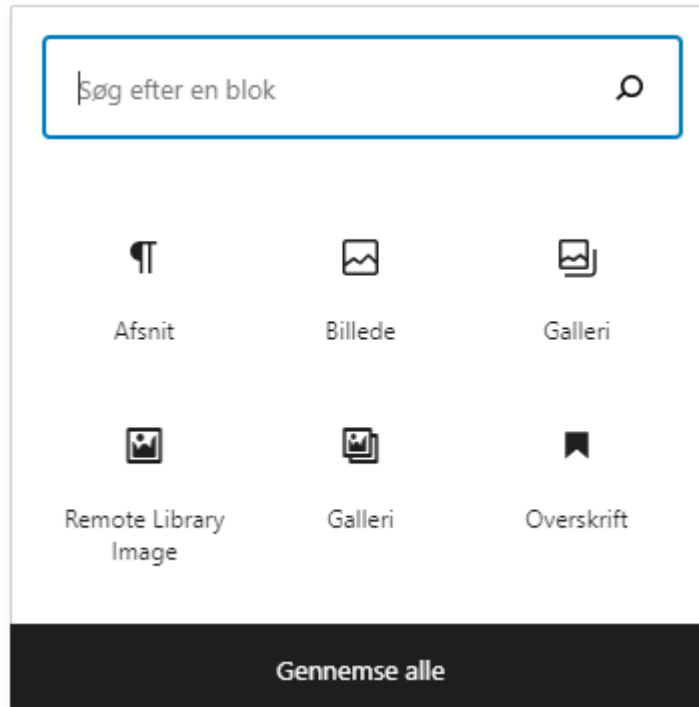 Søg efter en blok
Afsnit
Billede
Galleri
Remote Library
Image
Galleri
Overskrift
Gennemse alle